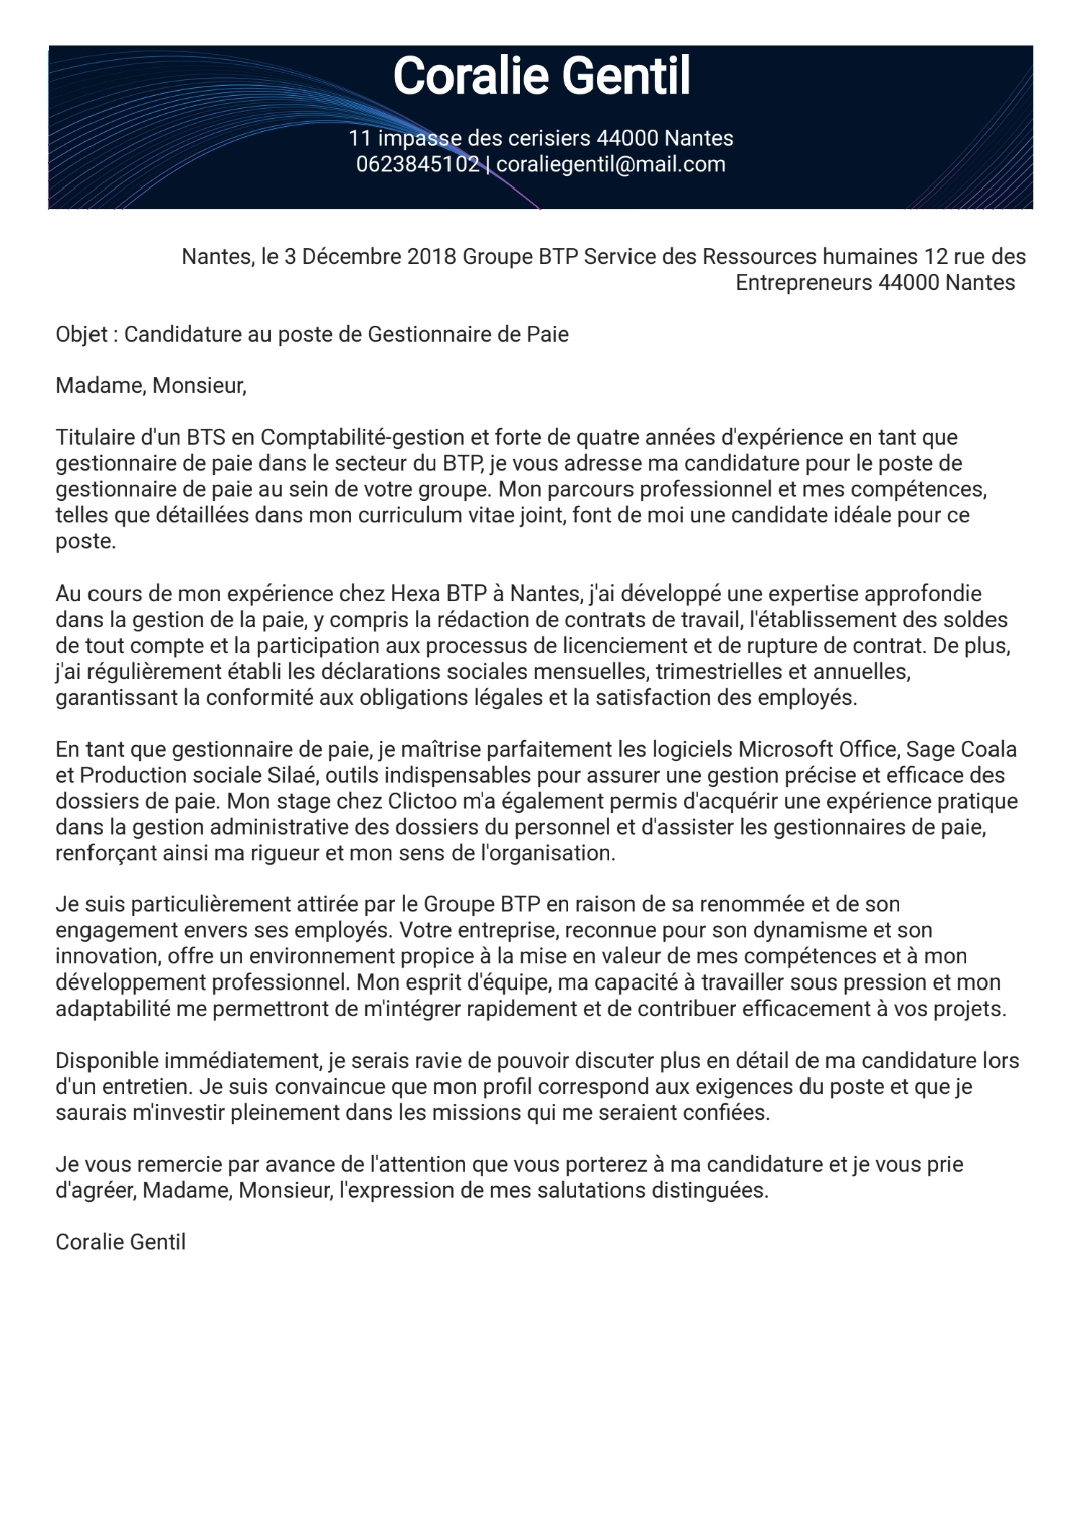 Coralie Gentil
11 impasse des cerisiers 44000 Nantes
0623845102 | coraliegentil@mail.com
Nantes, le 3 Décembre 2018 Groupe BTP Service des Ressources humaines 12 rue des
Entrepreneurs 44000 Nantes
Objet : Candidature au poste de Gestionnaire de Paie
Madame, Monsieur,
Titulaire d'un BTS en Comptabilité-gestion et forte de quatre années d'expérience en tant que
gestionnaire de paie dans le secteur du BTP, je vous adresse ma candidature pour le poste de
gestionnaire de paie au sein de votre groupe. Mon parcours professionnel et mes compétences,
telles que détaillées dans mon curriculum vitae joint, font de moi une candidate idéale pour ce
poste.
Au cours de mon expérience chez Hexa BTP à Nantes, j'ai développé une expertise approfondie
dans la gestion de la paie, y compris la rédaction de contrats de travail, l'établissement des soldes
de tout compte et la participation aux processus de licenciement et de rupture de contrat. De plus,
j'ai régulièrement établi les déclarations sociales mensuelles, trimestrielles et annuelles,
garantissant la conformité aux obligations légales et la satisfaction des employés.
En tant que gestionnaire de paie, je maîtrise parfaitement les logiciels Microsoft Office, Sage Coala
et Production sociale Silaé, outils indispensables pour assurer une gestion précise et efficace des
dossiers de paie. Mon stage chez Clictoo m'a également permis d'acquérir une expérience pratique
dans la gestion administrative des dossiers du personnel et d'assister les gestionnaires de paie,
renforçant ainsi ma rigueur et mon sens de l'organisation.
Je suis particulièrement attirée par le Groupe BTP en raison de sa renommée et de son
engagement envers ses employés. Votre entreprise, reconnue pour son dynamisme et son
innovation, offre un environnement propice à la mise en valeur de mes compétences et à mon
développement professionnel. Mon esprit d'équipe, ma capacité à travailler sous pression et mon
adaptabilité me permettront de m'intégrer rapidement et de contribuer efficacement à vos projets.
Disponible immédiatement, je serais ravie de pouvoir discuter plus en détail de ma candidature lors
d'un entretien. Je suis convaincue que mon profil correspond aux exigences du poste et que je
saurais m'investir pleinement dans les missions qui me seraient confiées.
Je vous remercie par avance de l'attention que vous porterez à ma candidature et je vous prie
d'agréer, Madame, Monsieur, l'expression de mes salutations distinguées.
Coralie Gentil